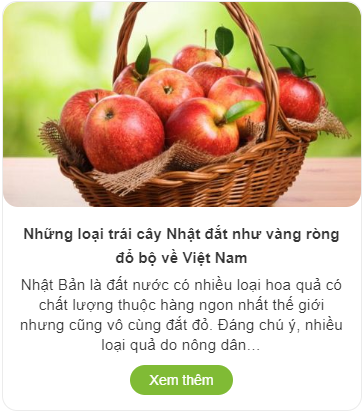 Những loại trái cây Nhật đắt như vàng ròng
đổ bộ về Việt Nam
Nhật Bản là đất nước có nhiều loại hoa quả có
chất lượng thuộc hàng ngon nhất thế giới
nhưng cũng vô cùng đắt đỏ. Đáng chú ý, nhiều
loại quả do nông dân…
Xem thêm